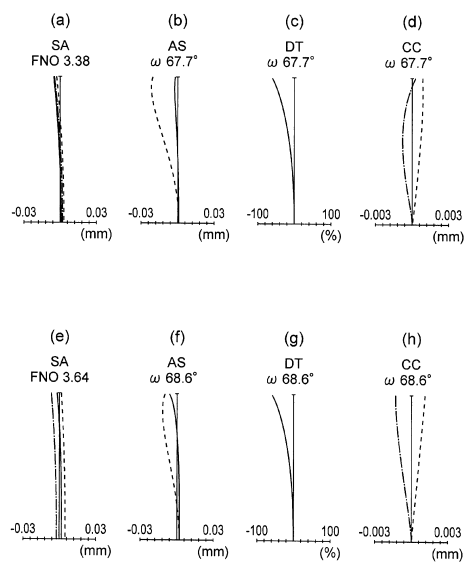 (a) (b) (c) (d)
SA AS DT CC
FNO 3.38 ω 67.7° ω 67.7° ω 67.7°
-0.03 0.03 -0.03 0.03 -100 100 -0.003 0.003
(mm) (mm) (%) (mm)
(e) (f) (g) (h)
SA AS DT CC
FNO 3.64 ω 68.6° ω 68.6° ω 68.6°
-0.03 0.03 -0.03 0.03 -100 100 -0.003 0.003
(mm) (mm) (%) (mm)